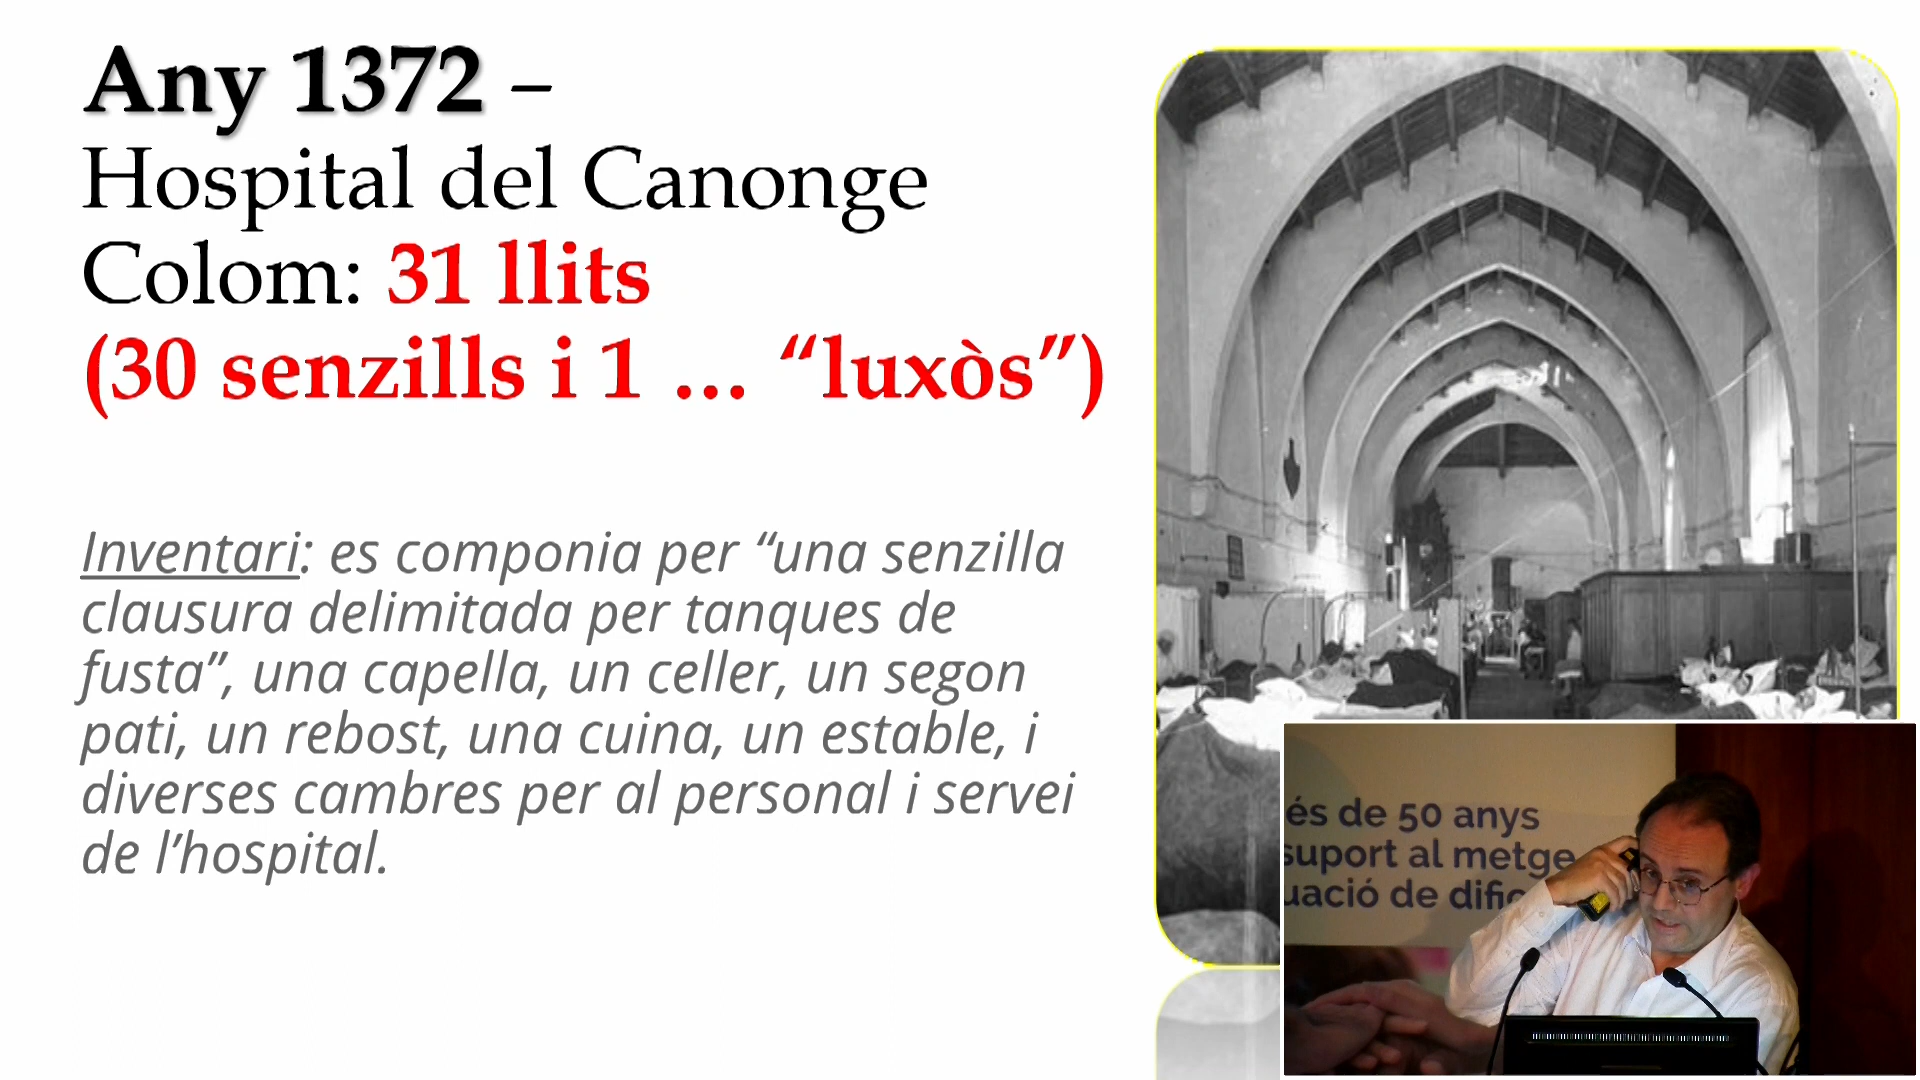 Any 1372 –
Hospital del Canonge
Colom: 31 llits
(30 senzills i 1 … “luxòs”)
Inventari: es componia per “una senzilla
clausura delimitada per tanques de
fusta”, una capella, un celler, un segon
pati, un rebost, una cuina, un estable, i
diverses cambres per al personal i servei
de l’hospital.
és de 50 anys
suport al metge
uació de dific